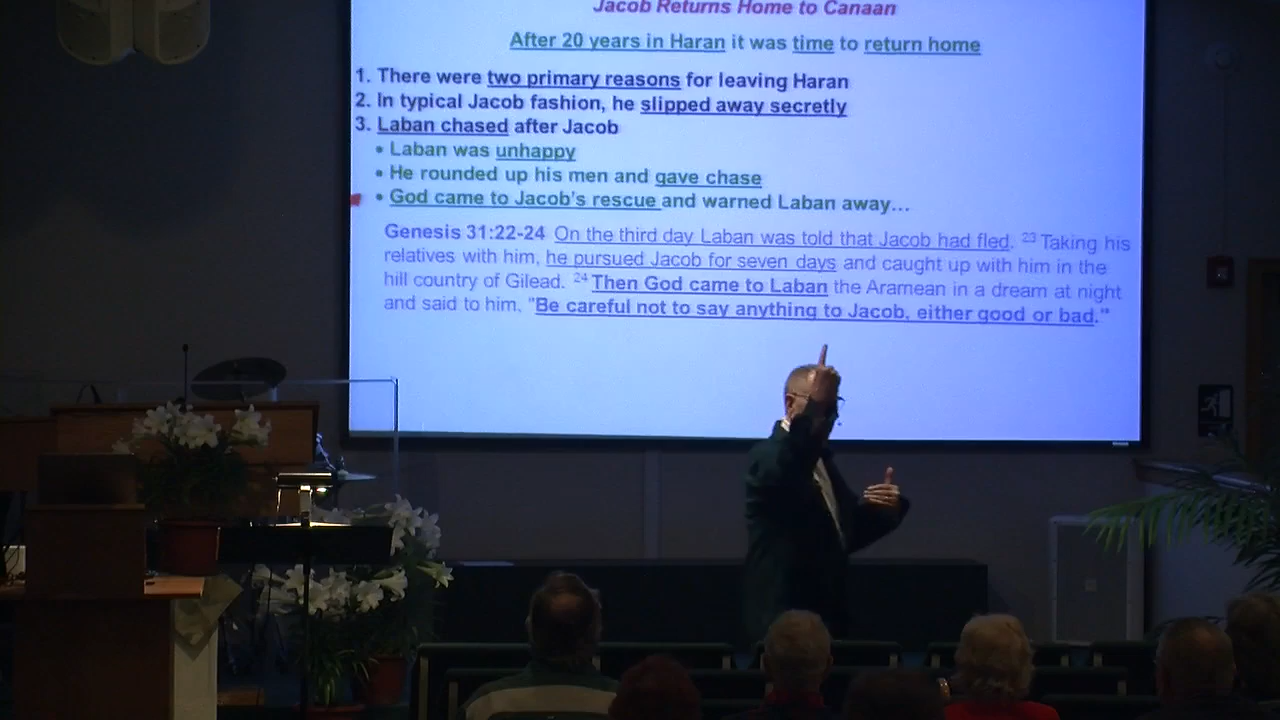 Jacob Returns Home to Canaan
After 20 years in Haran it was time to return home
1. There were two primary reasons for leaving Haran
2. In typical Jacob fashion, he slipped away secretly
3. Laban chased after Jacob
• Laban was unhappy
• He rounded up his men and gave chase
• God came to Jacob's rescue and warned Laban away…
Genesis 31:22-24 On the third day Laban was told that Jacob had fled. 23 Taking his
relatives with him, he pursued Jacob for seven days and caught up with him in the
hill country of Gilead. 24 Then God came to Laban the Aramean in a dream at night
and said to him, "Be careful not to say anything to Jacob, either good or bad."